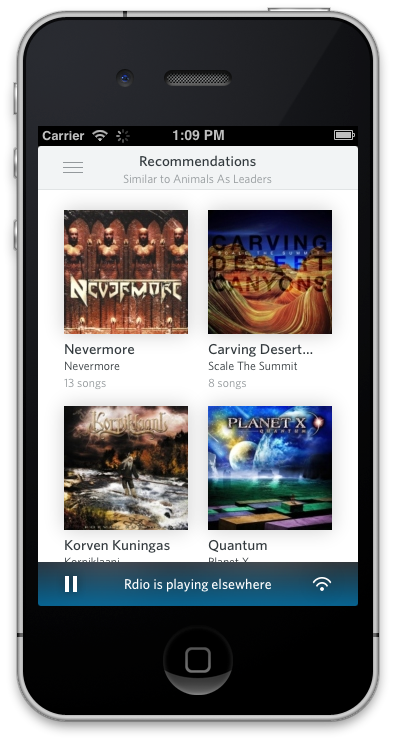 Carrier 1:09 PM
Recommendations
Similar to Animals As Leaders
NEVERMORE
CARVING
DESERT
CANYONS
Nevermore
Nevermore
13 songs
Carving Desert...
Scale The Summit
8 songs
Korpiklaani
PLANET X
QUANTUM
Korven Kuningas
Korpiklaani
Quantum
Planet X
Rdio is playing elsewhere